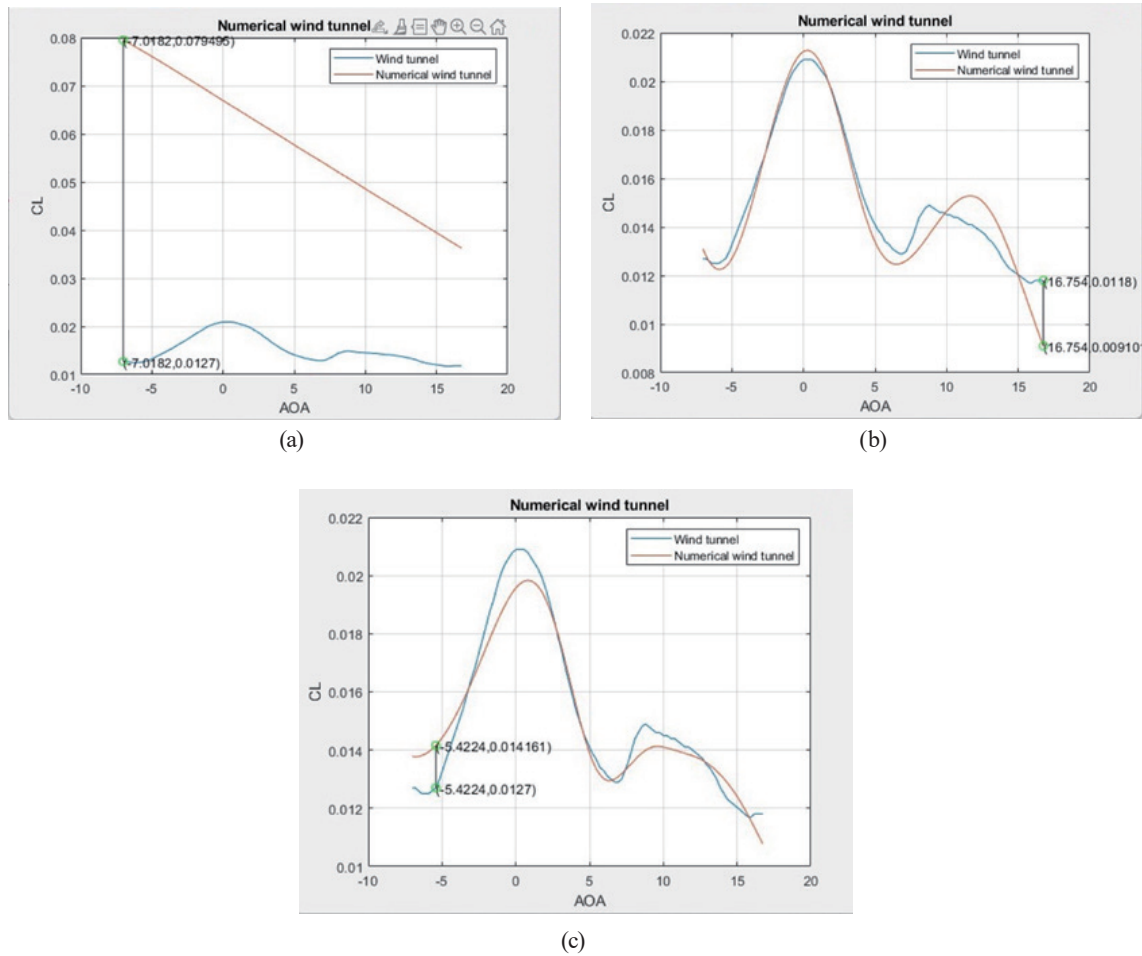 Numerical wind tunnel
0.08
0.07
0.06
0.05
0.04
0.03
0.02
0.01
CL
(-7.0182,0.079495)
(-7.0182,0.0127)
Wind tunnel
Numerical wind tunnel
-10 -5 0 5 10 15 20
AOA
(a)
Numerical wind tunnel
0.022
0.02
0.018
0.016
0.014
0.012
0.01
0.008
CL
Wind tunnel
Numerical wind tunnel
(16.754,0.0118)
(16.754,0.009101
-10 -5 0 5 10 15 20
AOA
(b)
Numerical wind tunnel
0.022
0.02
0.018
0.016
0.014
0.012
0.01
CL
Wind tunnel
Numerical wind tunnel
(-5.4224,0.014161)
(-5.4224,0.0127)
-10 -5 0 5 10 15 20
AOA
(c)